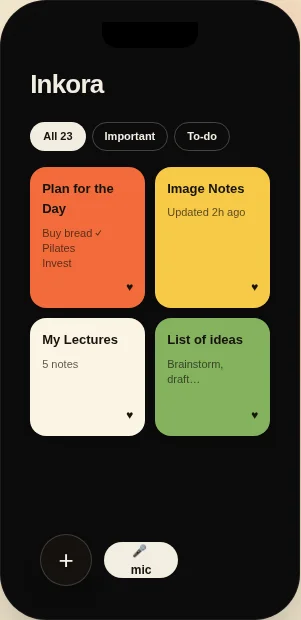 Inkora
All 23 Important To-do
Plan for the
Day
Buy bread ✓
Pilates
Invest
♥
Image Notes
Updated 2h ago
♥
My Lectures
5 notes
♥
List of ideas
Brainstorm,
draft…
♥
+
🎤
mic